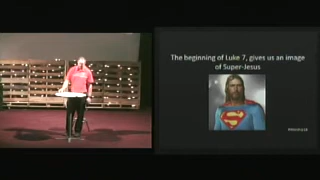 The beginning of Luke 7, gives us an image
of Super-Jesus
S